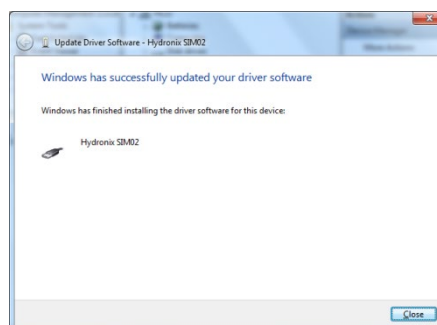 Update Driver Software - Hydronix SIM02
Windows has successfully updated your driver software
Windows has finished installing the driver software for this device:
Hydronix SIM02
Close